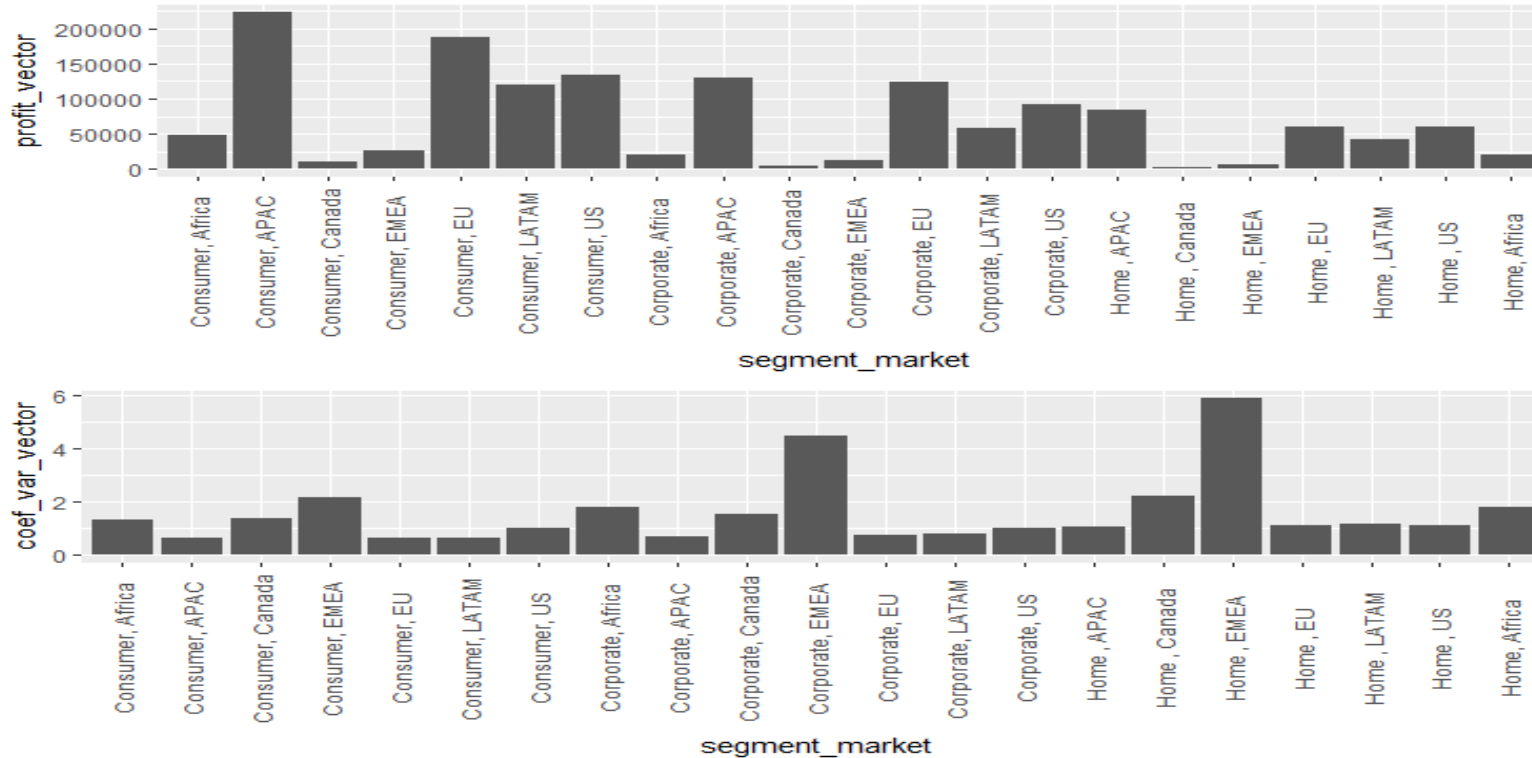 profit_vector
200000
150000
100000
50000
0
Consumer, Africa
Consumer, APAC
Consumer, Canada
Consumer, EMEA
Consumer, EU
Consumer, LATAM
Consumer, US
Corporate, Africa
Corporate, APAC
Corporate, Canada
Corporate, EMEA
Corporate, EU
Corporate, LATAM
Corporate, US
Home , APAC
Home , Canada
Home , EMEA
Home , EU
Home , LATAM
Home , US
Home, Africa
segment_market
coef_var_vector
6
4
2
0
Consumer, Africa
Consumer, APAC
Consumer, Canada
Consumer, EMEA
Consumer, EU
Consumer, LATAM
Consumer, US
Corporate, Africa
Corporate, APAC
Corporate, Canada
Corporate, EMEA
Corporate, EU
Corporate, LATAM
Corporate, US
Home , APAC
Home , Canada
Home , EMEA
Home , EU
Home , LATAM
Home , US
Home, Africa
segment_market